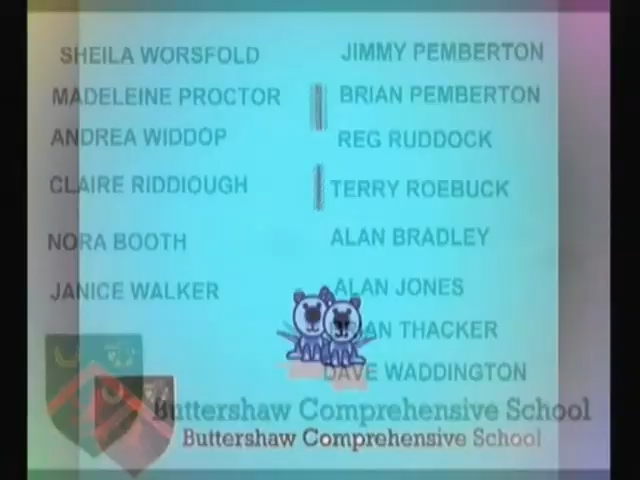 SHEILA WORSFOLD
MADELEINE PROCTOR
ANDREA WIDDOP
CLAIRE RIDDIOUGH
NORA BOOTH
JANICE WALKER
JIMMY PEMBERTON
BRIAN PEMBERTON
REG RUDDOCK
TERRY ROEBUCK
ALAN BRADLEY
ALAN JONES
THACKER
DAVE WADDINGTON
Buttershaw Comprehensive School
Buttershaw Comprehensive School